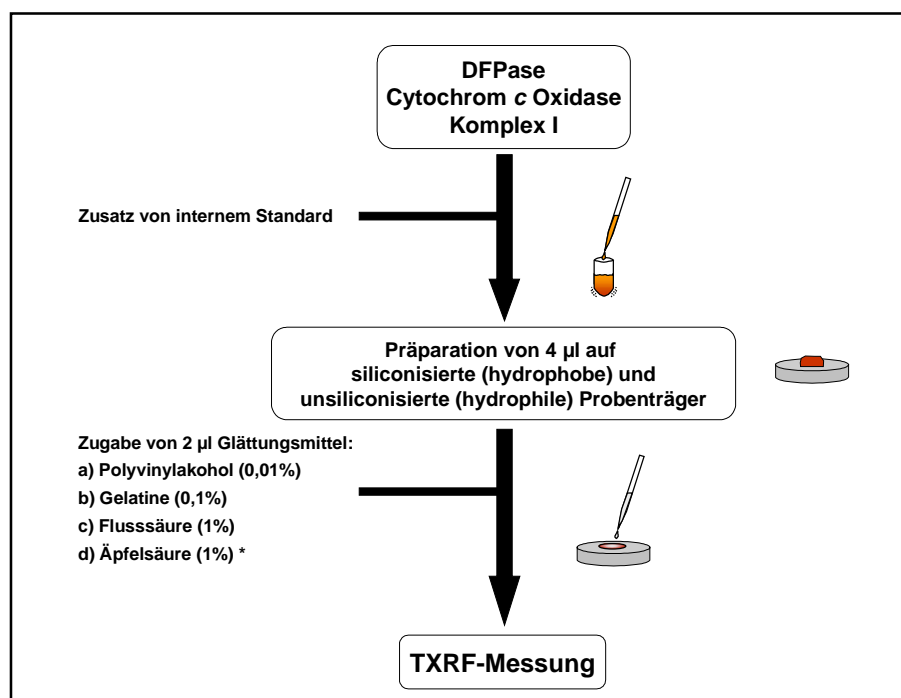 DFPase
Cytochrom c Oxidase
Komplex I
Zusatz von internem Standard
Präparation von 4 µl auf
siliconisierte (hydrophobe) und
unsiliconisierte (hydrophile) Probenträger
Zugabe von 2 µl Glättungsmittel:
a) Polyvinylakohol (0,01%)
b) Gelatine (0,1%)
c) Flusssäure (1%)
d) Äpfelsäure (1%) *
TXRF-Messung